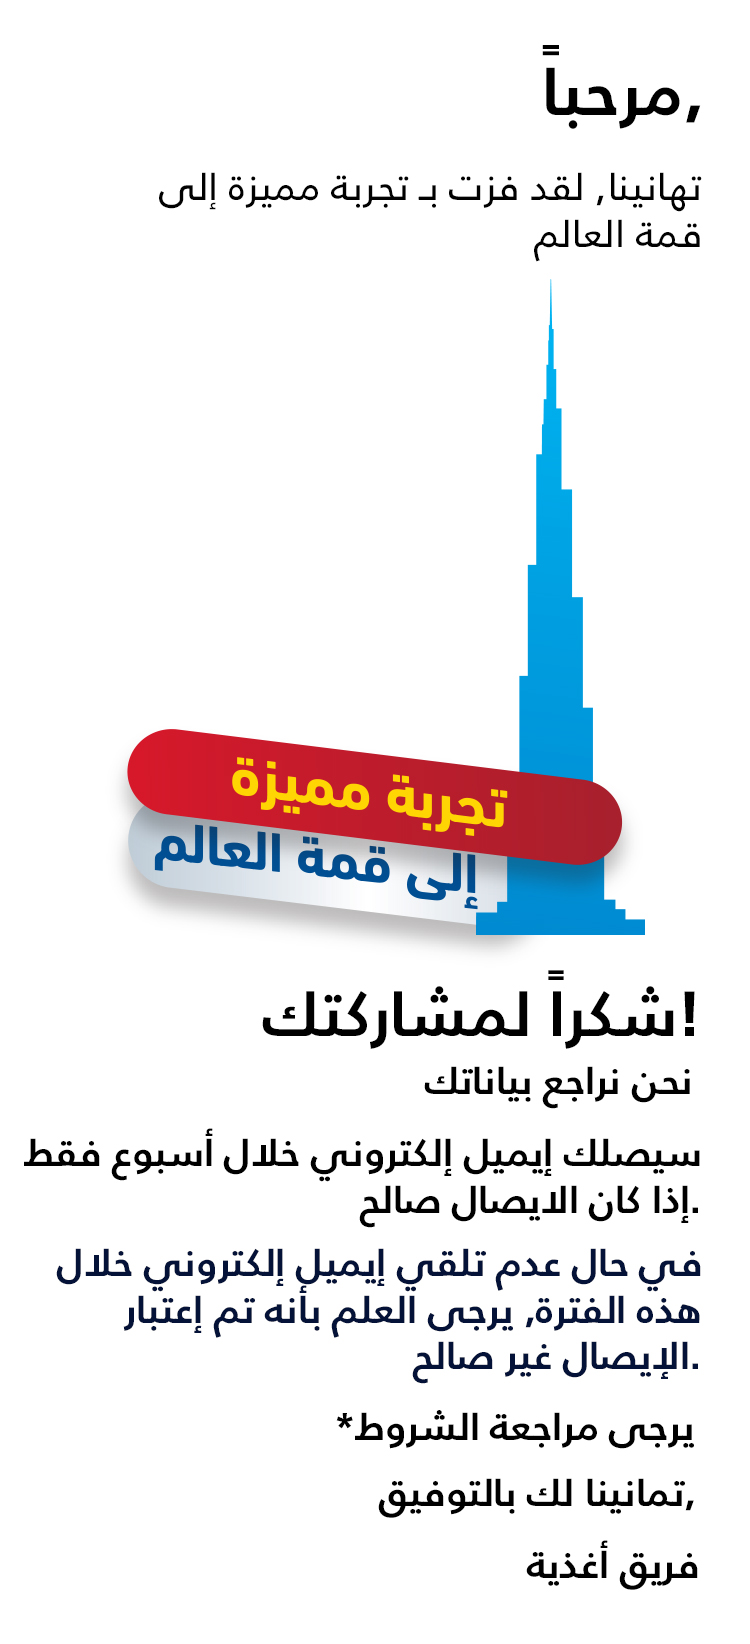 مرحباً,
تهانينا, لقد فزت بـ تجربة مميزة إلى
قمة العالم
تجربة مميزة
إلى قمة العالم
شكراً لمشاركتك!
نحن نراجع بياناتك
سيصلك إيميل إلكتروني خلال أسبوع فقط
إذا كان الايصال صالح.
في حال عدم تلقي إيميل إلكتروني خلال
هذه الفترة, يرجى العلم بأنه تم إعتبار
الإيصال غير صالح.
يرجى مراجعة الشروط*
تمانينا لك بالتوفيق,
فريق أغذية